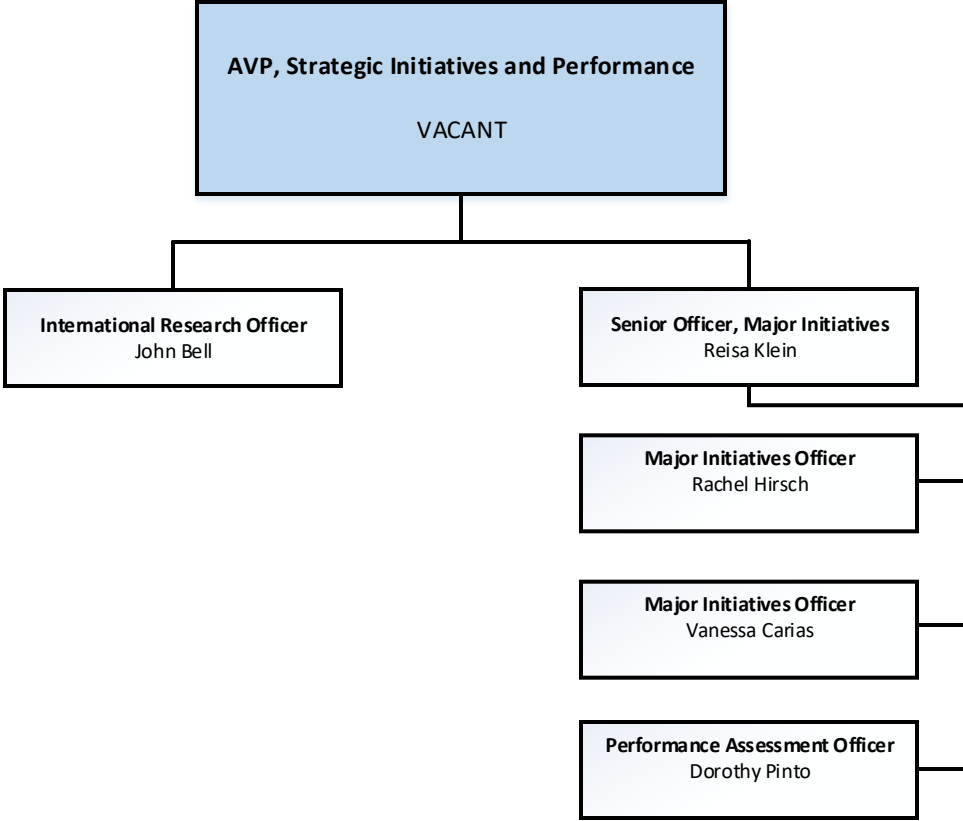 AVP, Strategic Initiatives and Performance
VACANT
International Research Officer
John Bell
Senior Officer, Major Initiatives
Reisa Klein
Major Initiatives Officer
Rachel Hirsch
Major Initiatives Officer
Vanessa Carias
Performance Assessment Officer
Dorothy Pinto